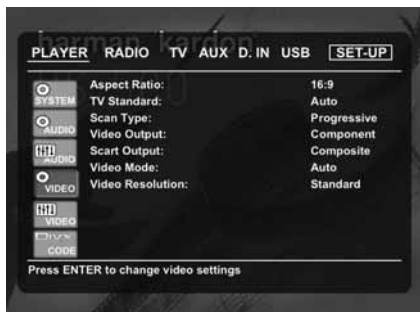 harman kardon
PLAYER RADIO TV AUX D. IN USB SET-UP
SYSTEM
AUDIO
AUDIO
VIDEO
VIDEO
DIVX
CODE
Aspect Ratio: 16:9
TV Standard: Auto
Scan Type: Progressive
Video Output: Component
Scart Output: Composite
Video Mode: Auto
Video Resolution: Standard
Press ENTER to change video settings